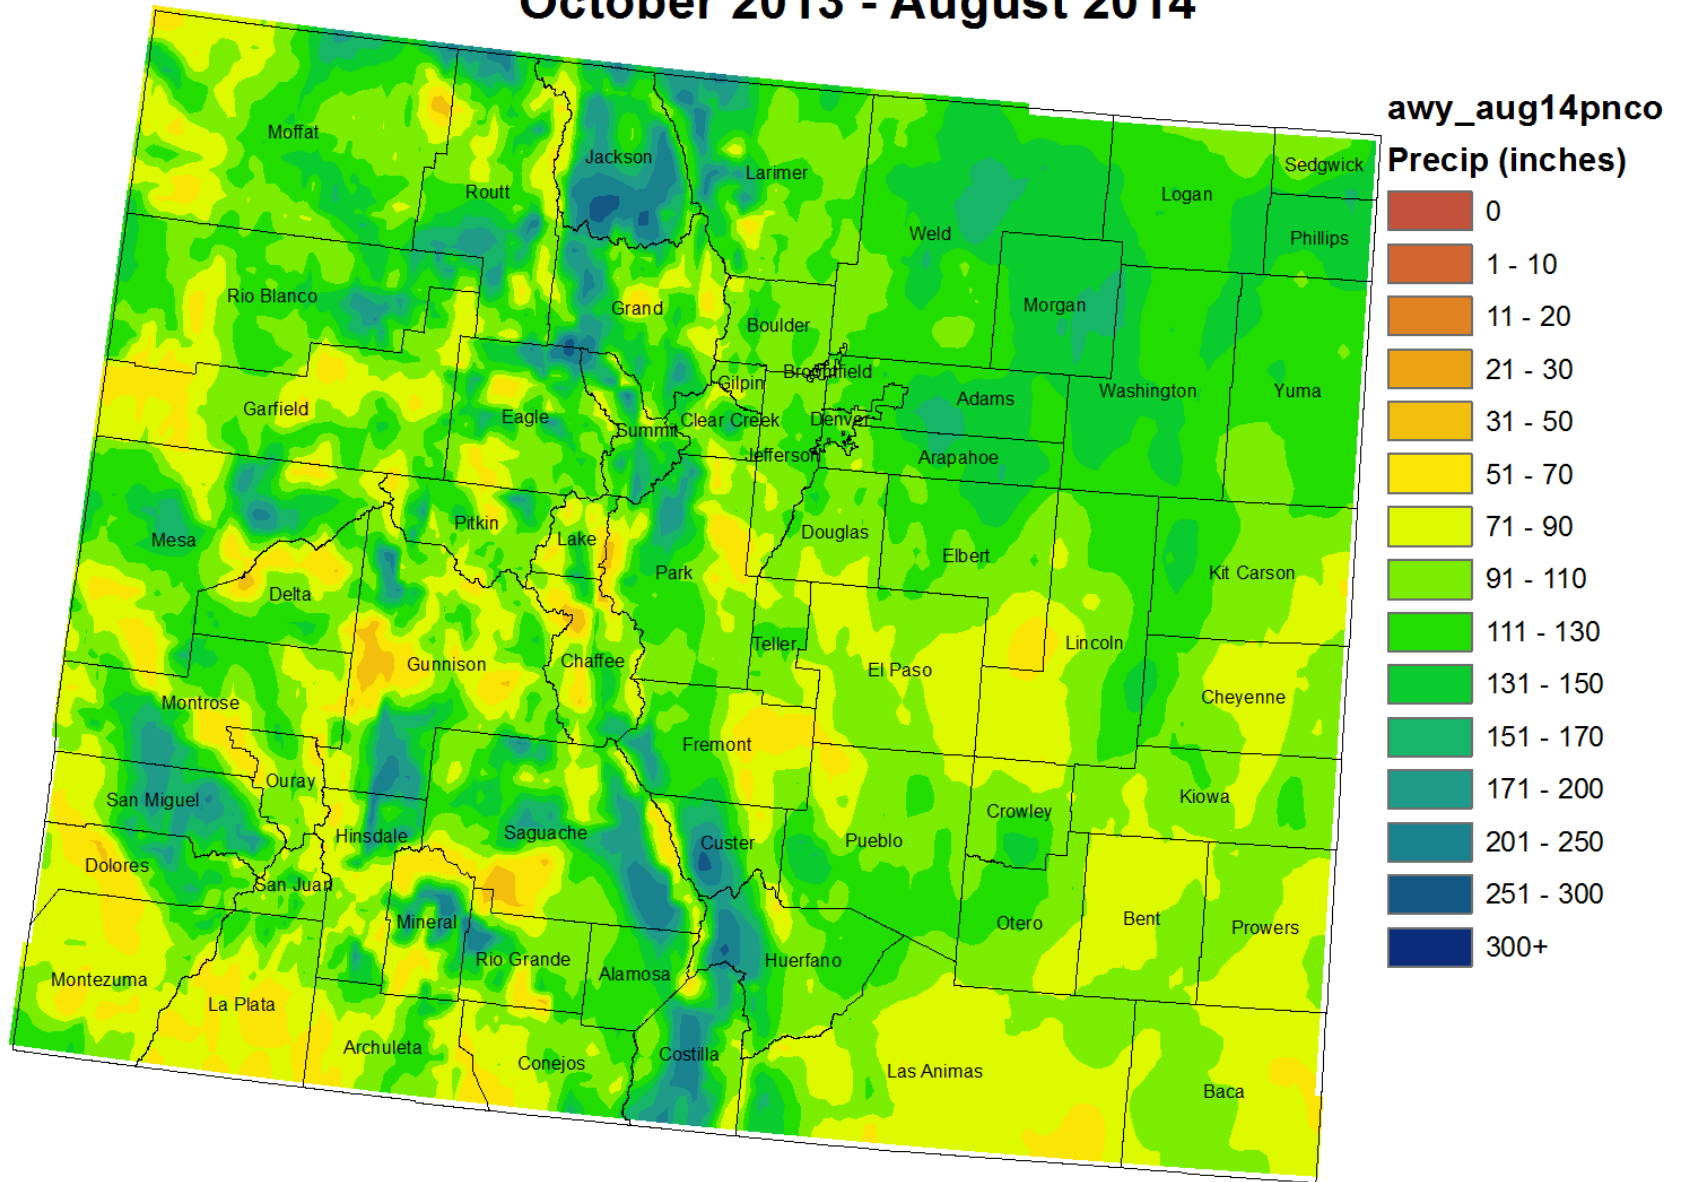 October 2013 - August 2014
awy_aug14pnco
Precip (inches)
0
1 - 10
11 - 20
21 - 30
31 - 50
51 - 70
71 - 90
91 - 110
111 - 130
131 - 150
151 - 170
171 - 200
201 - 250
251 - 300
300+
Moffat
Routt
Jackson
Larimer
Weld
Logan
Sedgwick
Phillips
Rio Blanco
Grand
Boulder
Morgan
Washington
Yuma
Garfield
Eagle
Summit
Gilpin
Clear Creek
Broomfield
Denver
Jefferson
Adams
Arapahoe
Mesa
Pitkin
Lake
Park
Douglas
Elbert
Kit Carson
Delta
Gunnison
Chaffee
Teller
El Paso
Lincoln
Cheyenne
Montrose
Ouray
Fremont
San Miguel
Hinsdale
Saguache
Custer
Pueblo
Crowley
Kiowa
Dolores
San Juan
Mineral
Rio Grande
Alamosa
Huerfano
Otero
Bent
Prowers
Montezuma
La Plata
Archuleta
Conejos
Costilla
Las Animas
Baca